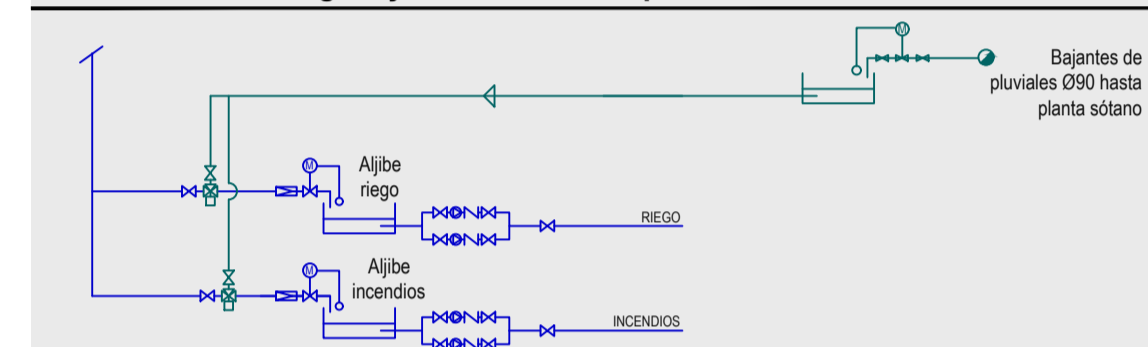 M
Bajantes de
pluviales Ø90 hasta
planta sótano
M
Aljibe
riego
RIEGO
M
Aljibe
incendios
INCENDIOS